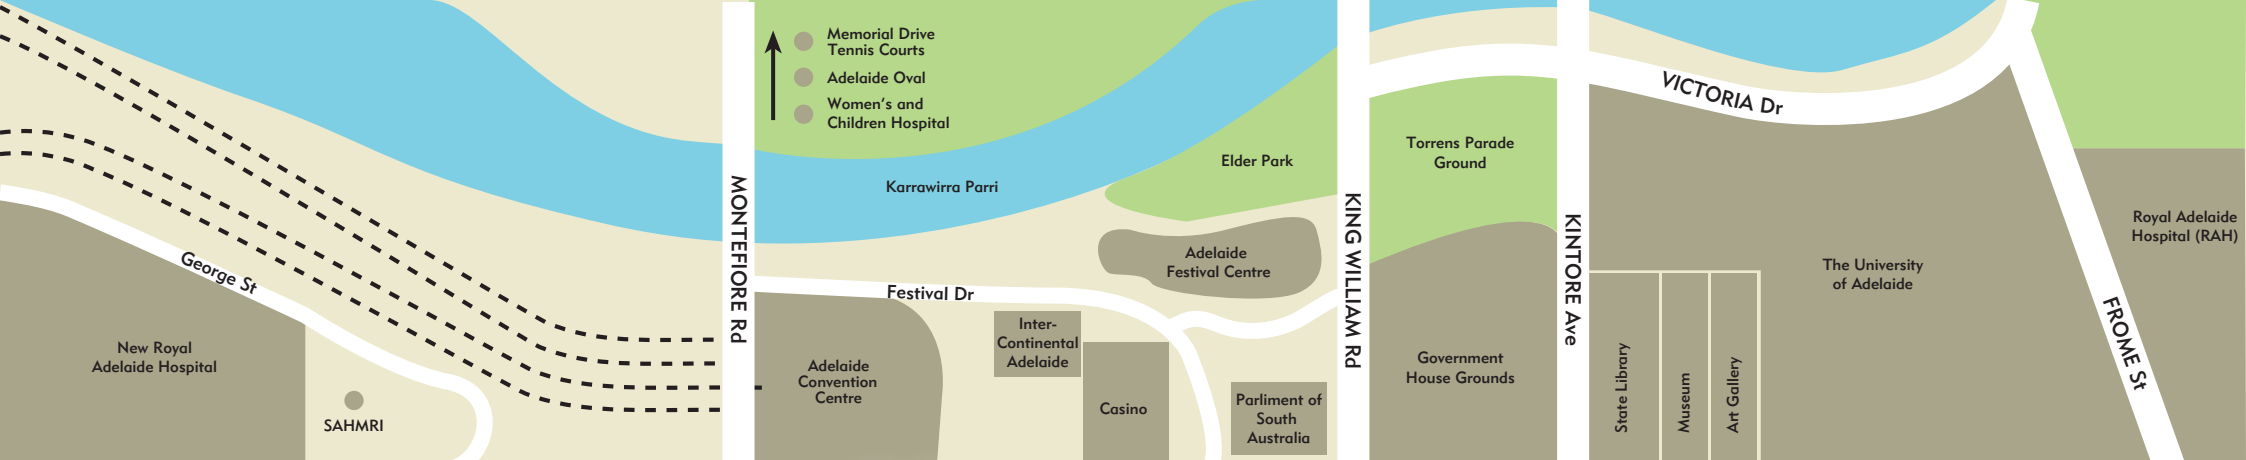 Memorial Drive
Tennis Courts
Adelaide Oval
Women's and
Children Hospital
Karrawirra Parri
Elder Park
Torrens Parade
Ground
VICTORIA Dr
MONTEFIORE Rd
KING WILLIAM Rd
KINTORE Ave
FROME St
Royal Adelaide
Hospital (RAH)
The University
of Adelaide
Adelaide
Festival Centre
George St
Festival Dr
New Royal
Adelaide Hospital
SAHMRI
Adelaide
Convention
Centre
Inter-
Continental
Adelaide
Casino
Parliment of
South
Australia
Government
House Grounds
State Library
Museum
Art Gallery